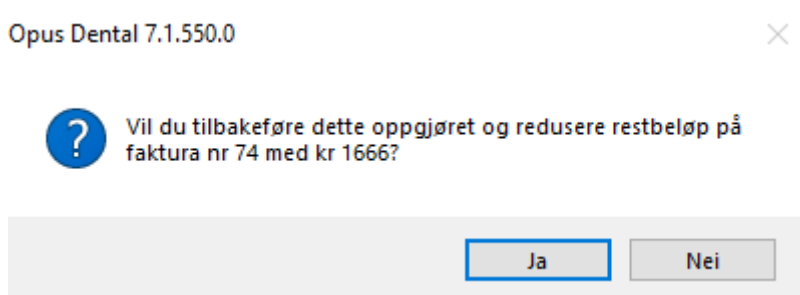 Opus Dental 7.1.550.0
Vil du tilbakeføre dette oppgjøret og redusere restbeløp på
faktura nr 74 med kr 1666?
Ja
Nei